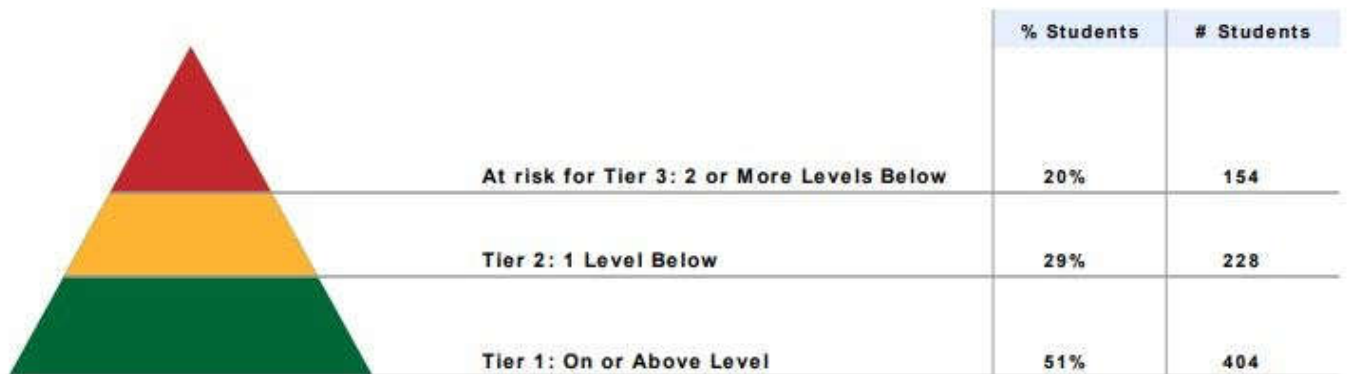 % Students # Students
At risk for Tier 3: 2 or More Levels Below 20% 154
Tier 2: 1 Level Below 29% 228
Tier 1: On or Above Level 51% 404